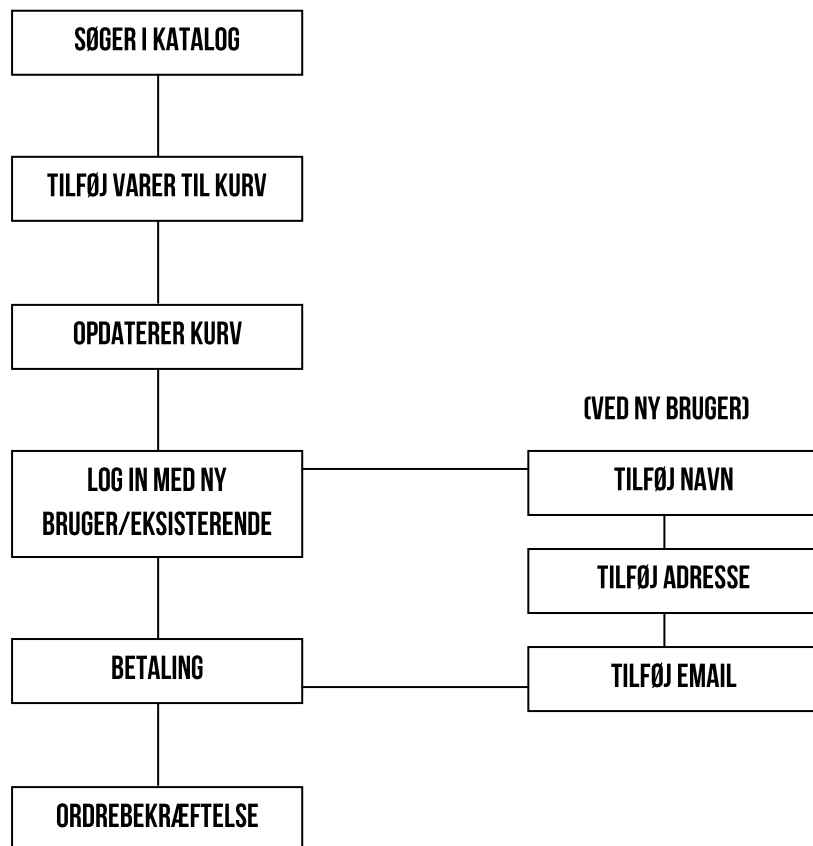 SØGER I KATALOG
TILFØJ VARER TIL KURV
OPDATERER KURV
LOG IN MED NY
BRUGER/EKSISTERENDE
(VED NY BRUGER)
TILFØJ NAVN
TILFØJ ADRESSE
TILFØJ EMAIL
BETALING
ORDREBEKRÆFTELSE